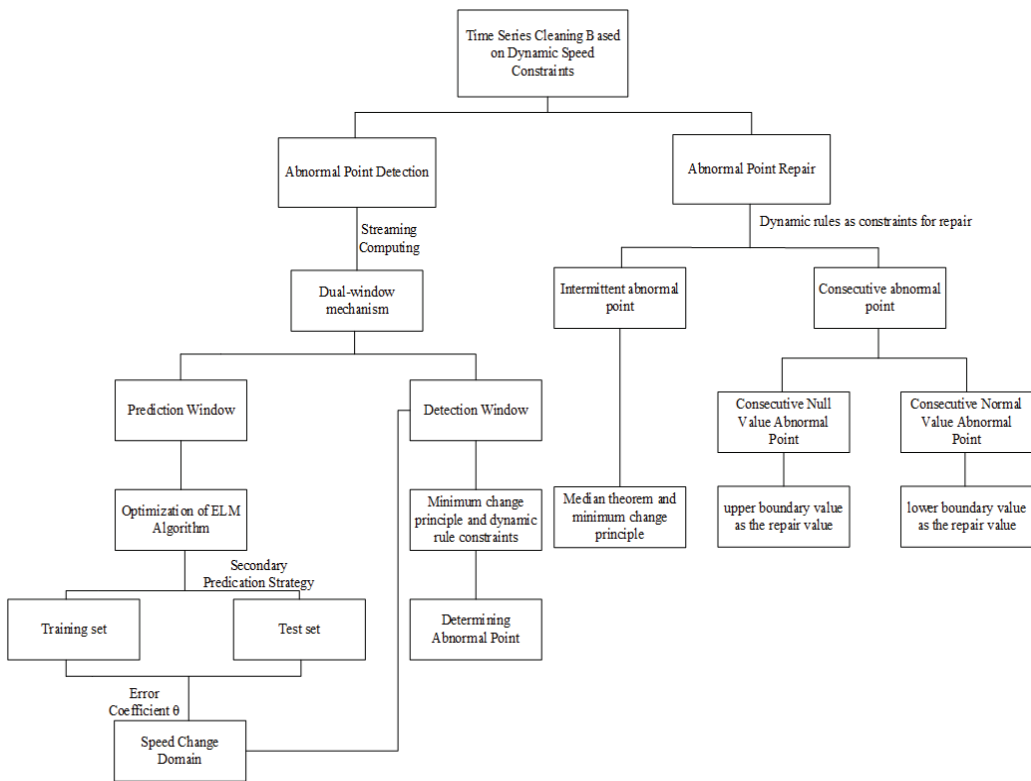 Time Series Cleaning Based
on Dynamic Speed
Constraints
Abnormal Point Detection
Abnormal Point Repair
Streaming
Computing
Dynamic rules as constraints for repair
Dual-window
mechanism
Intermittent abnormal
point
Consecutive abnormal
point
Prediction Window
Detection Window
Consecutive Null
Value Abnormal
Point
Consecutive Normal
Value Abnormal
Point
Optimization of ELM
Algorithm
Minimum change
principle and dynamic
rule constraints
Median theorem and
minimum change
principle
upper boundary value
as the repair value
lower boundary value
as the repair value
Secondary
Predication Strategy
Training set
Test set
Determining
Abnormal Point
Error
Coefficient θ
Speed Change
Domain